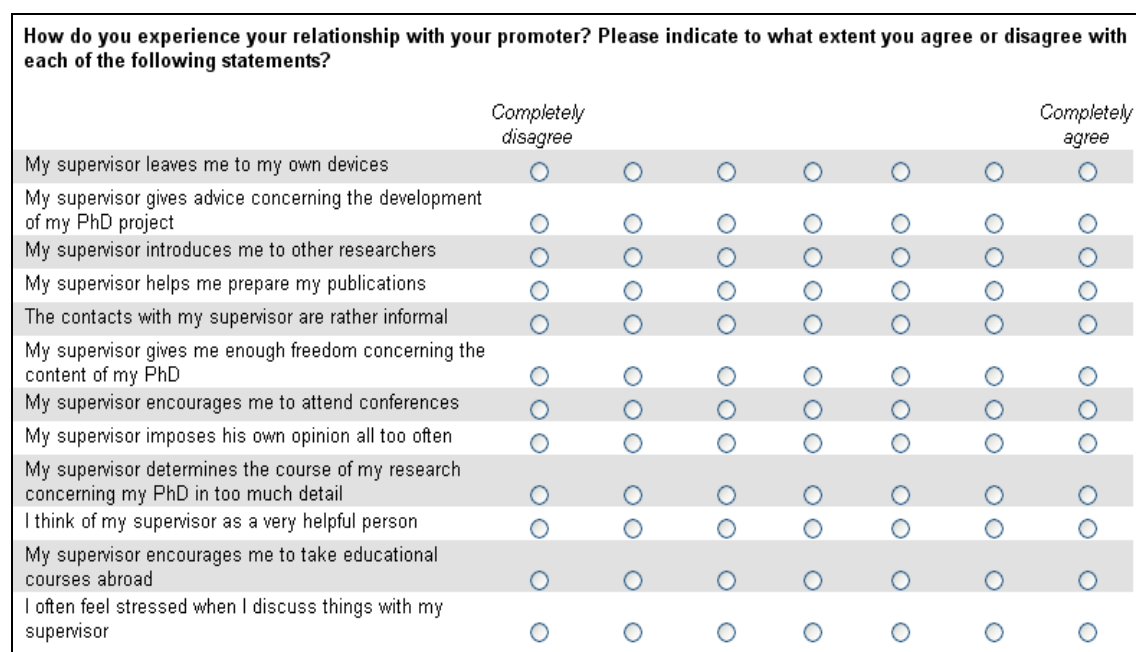 How do you experience your relationship with your promoter? Please indicate to what extent you agree or disagree with
each of the following statements?
Completely
disagree
Completely
agree
My supervisor leaves me to my own devices
My supervisor gives advice concerning the development
of my PhD project
My supervisor introduces me to other researchers
My supervisor helps me prepare my publications
The contacts with my supervisor are rather informal
My supervisor gives me enough freedom concerning the
content of my PhD
My supervisor encourages me to attend conferences
My supervisor imposes his own opinion all too often
My supervisor determines the course of my research
concerning my PhD in too much detail
I think of my supervisor as a very helpful person
My supervisor encourages me to take educational
courses abroad
I often feel stressed when I discuss things with my
supervisor